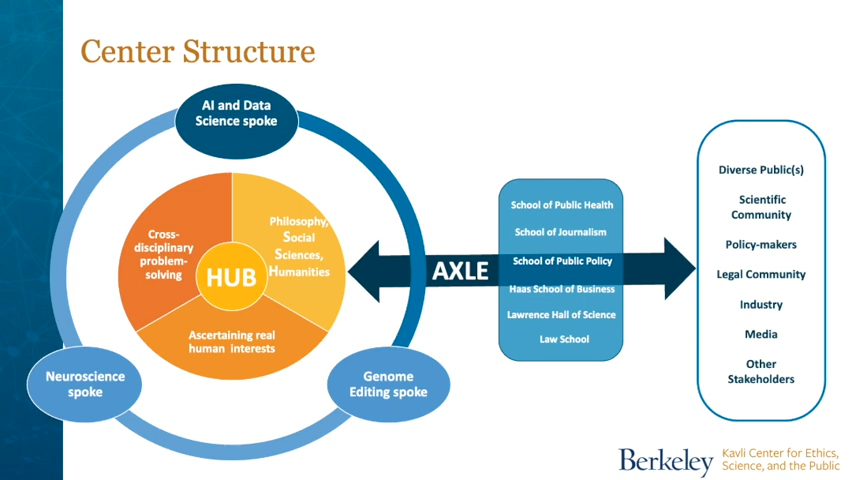 Center Structure
AI and Data
Science spoke
Cross-
disciplinary
problem-
solving
Philosophy,
Social
Sciences,
Humanities
HUB
Ascertaining real
human interests
Neuroscience
spoke
Genome
Editing spoke
AXLE
School of Public Health
School of Journalism
School of Public Policy
Haas School of Business
Lawrence Hall of Science
Law School
Diverse Public(s)
Scientific
Community
Policy-makers
Legal Community
Industry
Media
Other
Stakeholders
Berkeley
Kavli Center for Ethics,
Science, and the Public